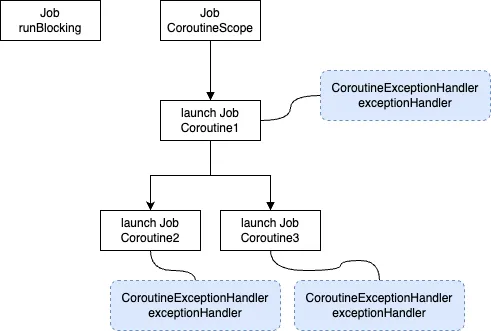 Job
runBlocking
Job
CoroutineScope
CoroutineExceptionHandler
exceptionHandler
launch Job
Coroutine1
launch Job
Coroutine2
launch Job
Coroutine3
CoroutineExceptionHandler
exceptionHandler
CoroutineExceptionHandler
exceptionHandler